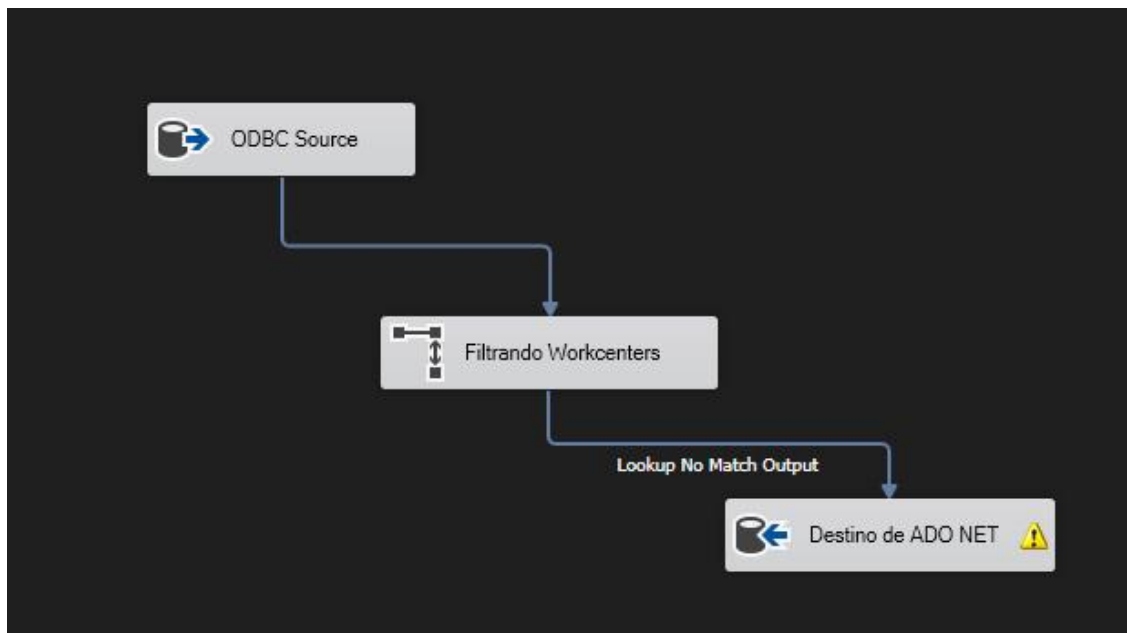 ODBC Source
Filtrando Workcenters
Lookup No Match Output
Destino de ADO NET